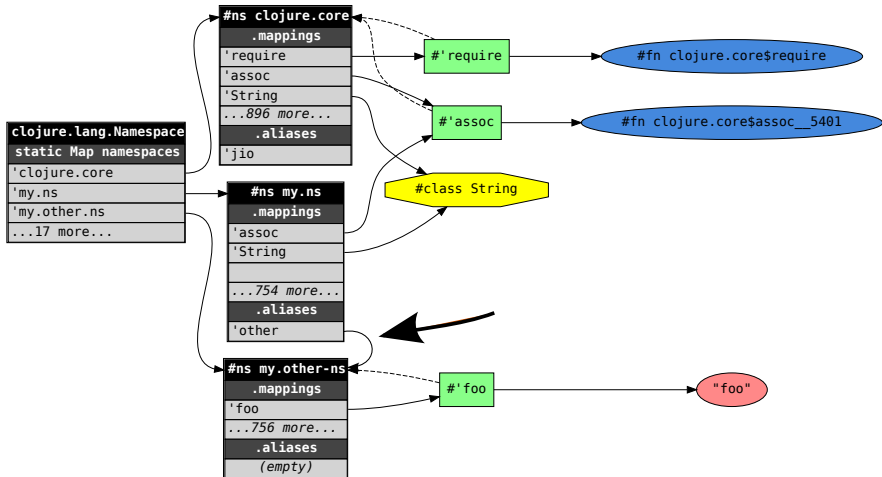 clojure.lang.Namespace
static Map namespaces
'clojure.core
'my.ns
'my.other.ns
...17 more...
#ns clojure.core
.mappings
'require
'assoc
'String
...896 more...
.aliases
'jio
#ns my.ns
.mappings
'assoc
'String
...754 more...
.aliases
'other
#ns my.other-ns
.mappings
'foo
...756 more...
.aliases
(empty)
#'require
#'assoc
#class String
#'foo
#fn clojure.core$require
#fn clojure.core$assoc__5401
"foo"